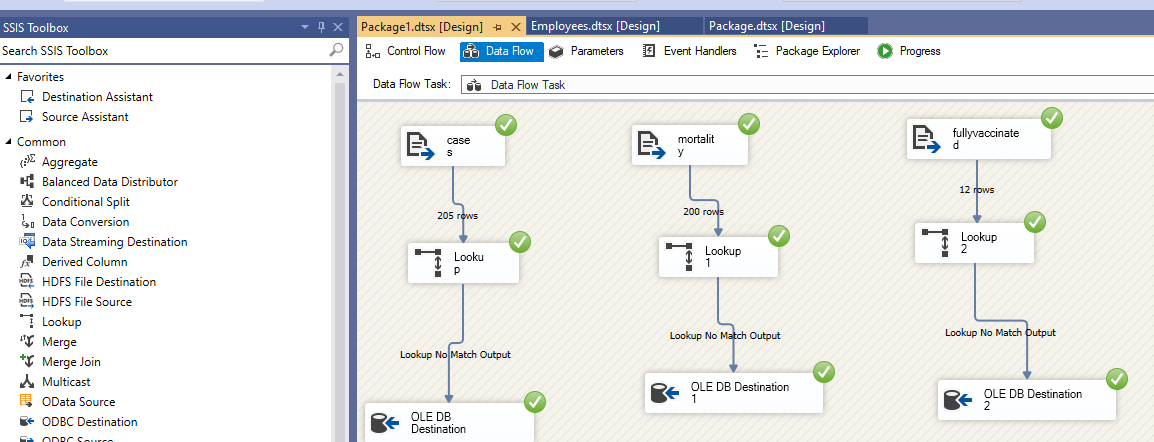 SSIS Toolbox
Search SSIS Toolbox
Favorites
Destination Assistant
Source Assistant
Common
Aggregate
Balanced Data Distributor
Conditional Split
Data Conversion
Data Streaming Destination
Derived Column
HDFS File Destination
HDFS File Source
Lookup
Merge
Merge Join
Multicast
OData Source
ODBC Destination
ODBC Source
Package1.dtsx [Design]
Employees.dtsx [Design]
Package.dtsx [Design]
Control Flow
Data Flow
Parameters
Event Handlers
Package Explorer
Progress
Data Flow Task:
Data Flow Task
case
s
205 rows
Looku
p
Lookup No Match Output
OLE DB
Destination
mortalit
y
200 rows
Lookup
1
Lookup No Match Output
OLE DB Destination
1
fullyvaccinate
d
12 rows
Lookup
2
Lookup No Match Output
OLE DB Destination
2